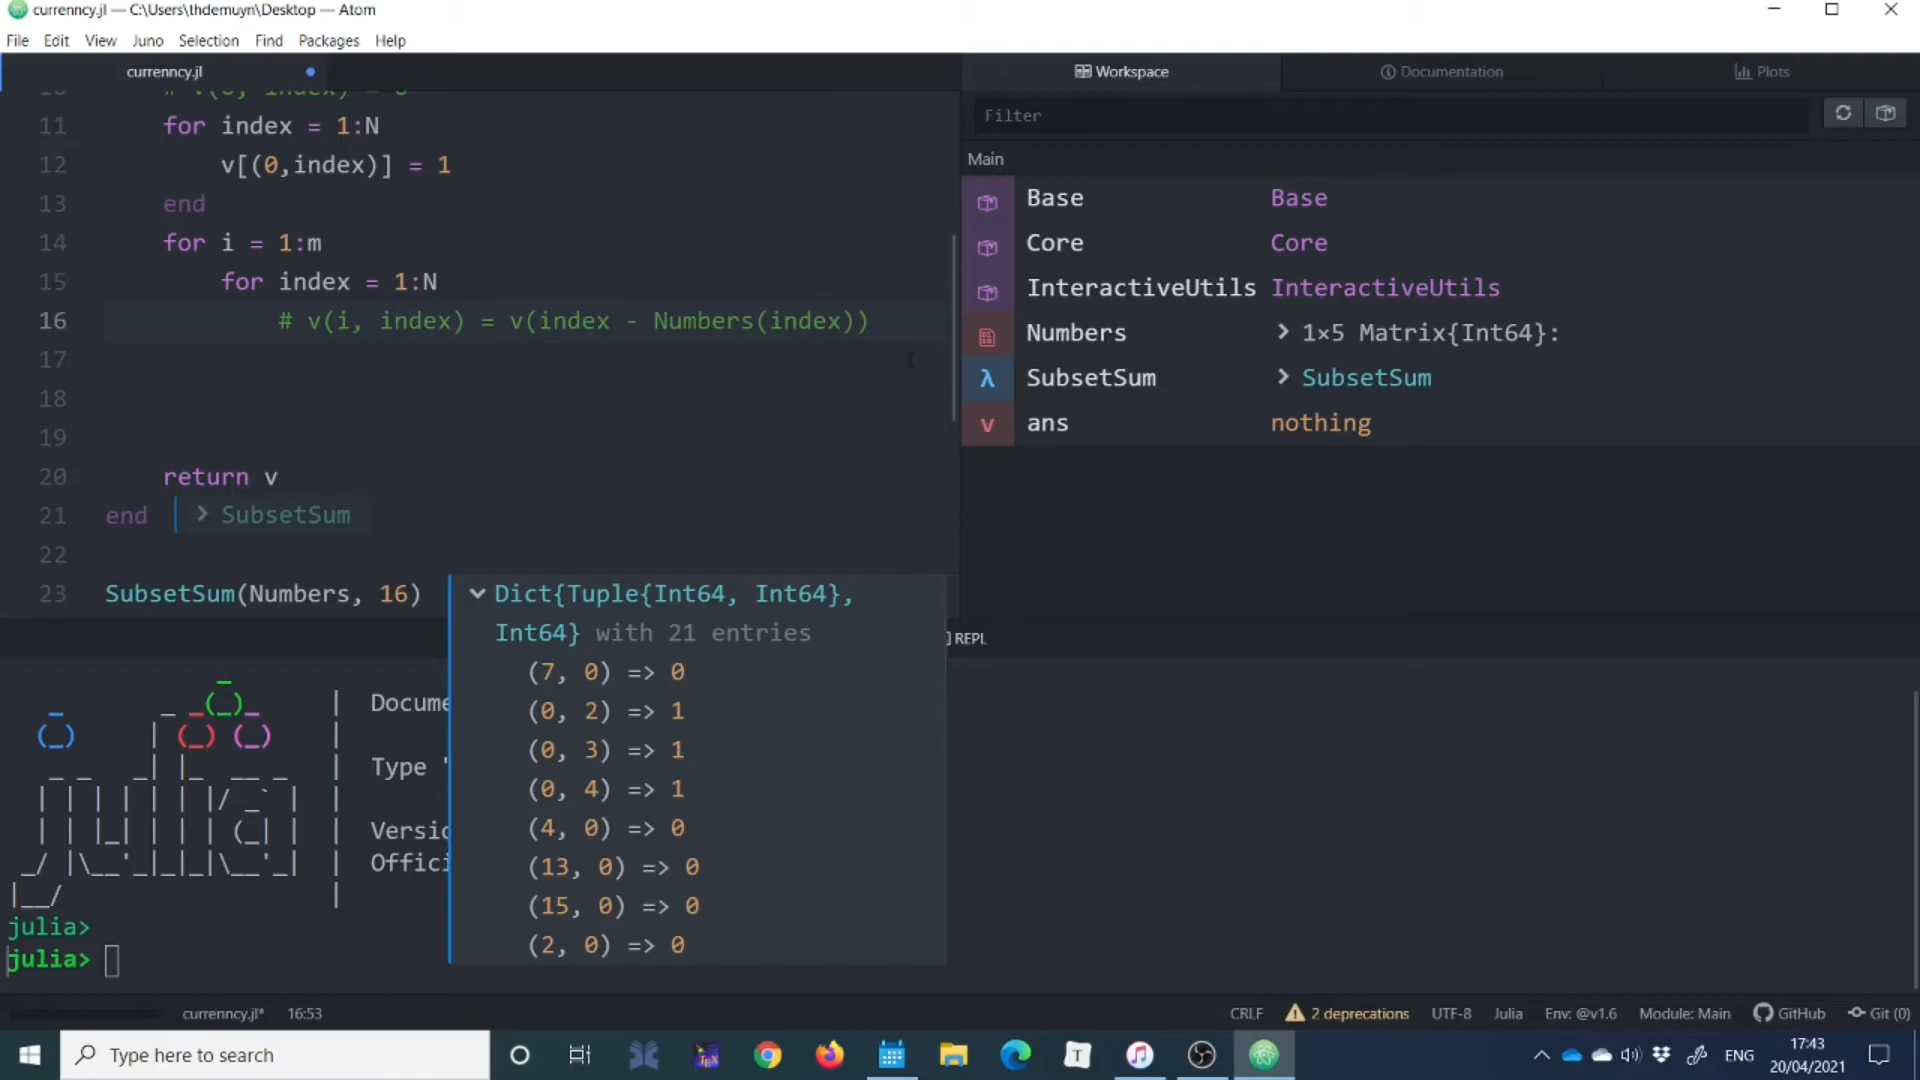 currenncy.jl — C:\Users\thdemuyn\Desktop — Atom
File Edit View Juno Selection Find Packages Help
currenncy.jl
11 for index = 1:N
12 v[(0,index)] = 1
13 end
14 for i = 1:m
15 for index = 1:N
16 # v(i, index) = v(index - Numbers(index))
17
18
19
20 return v
21 end > SubsetSum
22
23 SubsetSum(Numbers, 16)
Dict{Tuple{Int64, Int64},
Int64} with 21 entries
(7, 0) => 0
(0, 2) => 1
(0, 3) => 1
(0, 4) => 1
(4, 0) => 0
(13, 0) => 0
(15, 0) => 0
(2, 0) => 0
Workspace Documentation Plots
Filter
Main
Base Base
Core Core
InteractiveUtils InteractiveUtils
Numbers > 1×5 Matrix{Int64}:
SubsetSum > SubsetSum
λ
ans nothing
v
REPL
Docume
Type '
Versio
Offici
julia>
julia>
currenncy.jl* 16:53
CRLF 2 deprecations UTF-8 Julia Env: @v1.6 Module: Main GitHub Git (0)
Type here to search
T
ENG
17:43
20/04/2021